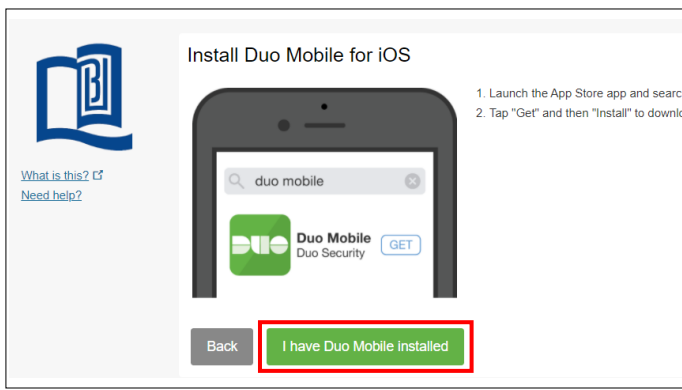 Install Duo Mobile for iOS
1. Launch the App Store app and searc
2. Tap "Get" and then "Install" to downlo
What is this?
Need help?
duo mobile
DUO
Duo Mobile
Duo Security
GET
Back
I have Duo Mobile installed